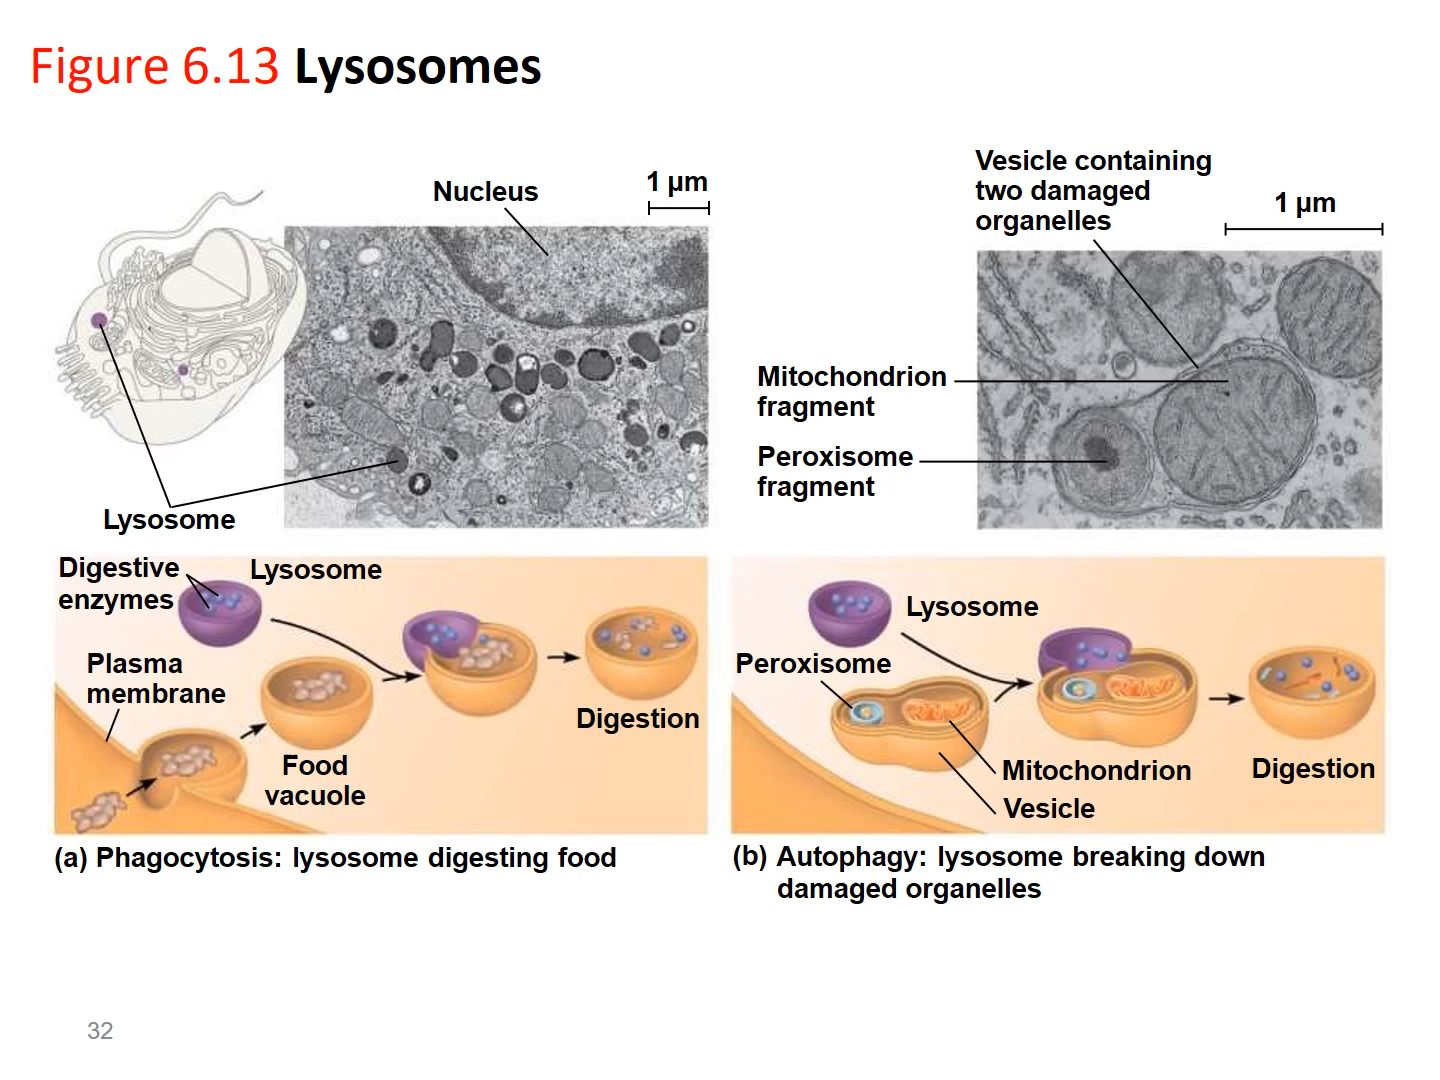 Figure 6.13 Lysosomes
Nucleus
1 µm
Lysosome
Vesicle containing
two damaged
organelles
1 µm
Mitochondrion
fragment
Peroxisome
fragment
Digestive
enzymes
Lysosome
Plasma
membrane
Food
vacuole
Digestion
(a) Phagocytosis: lysosome digesting food
Lysosome
Peroxisome
Mitochondrion
Vesicle
Digestion
(b) Autophagy: lysosome breaking down
damaged organelles
32